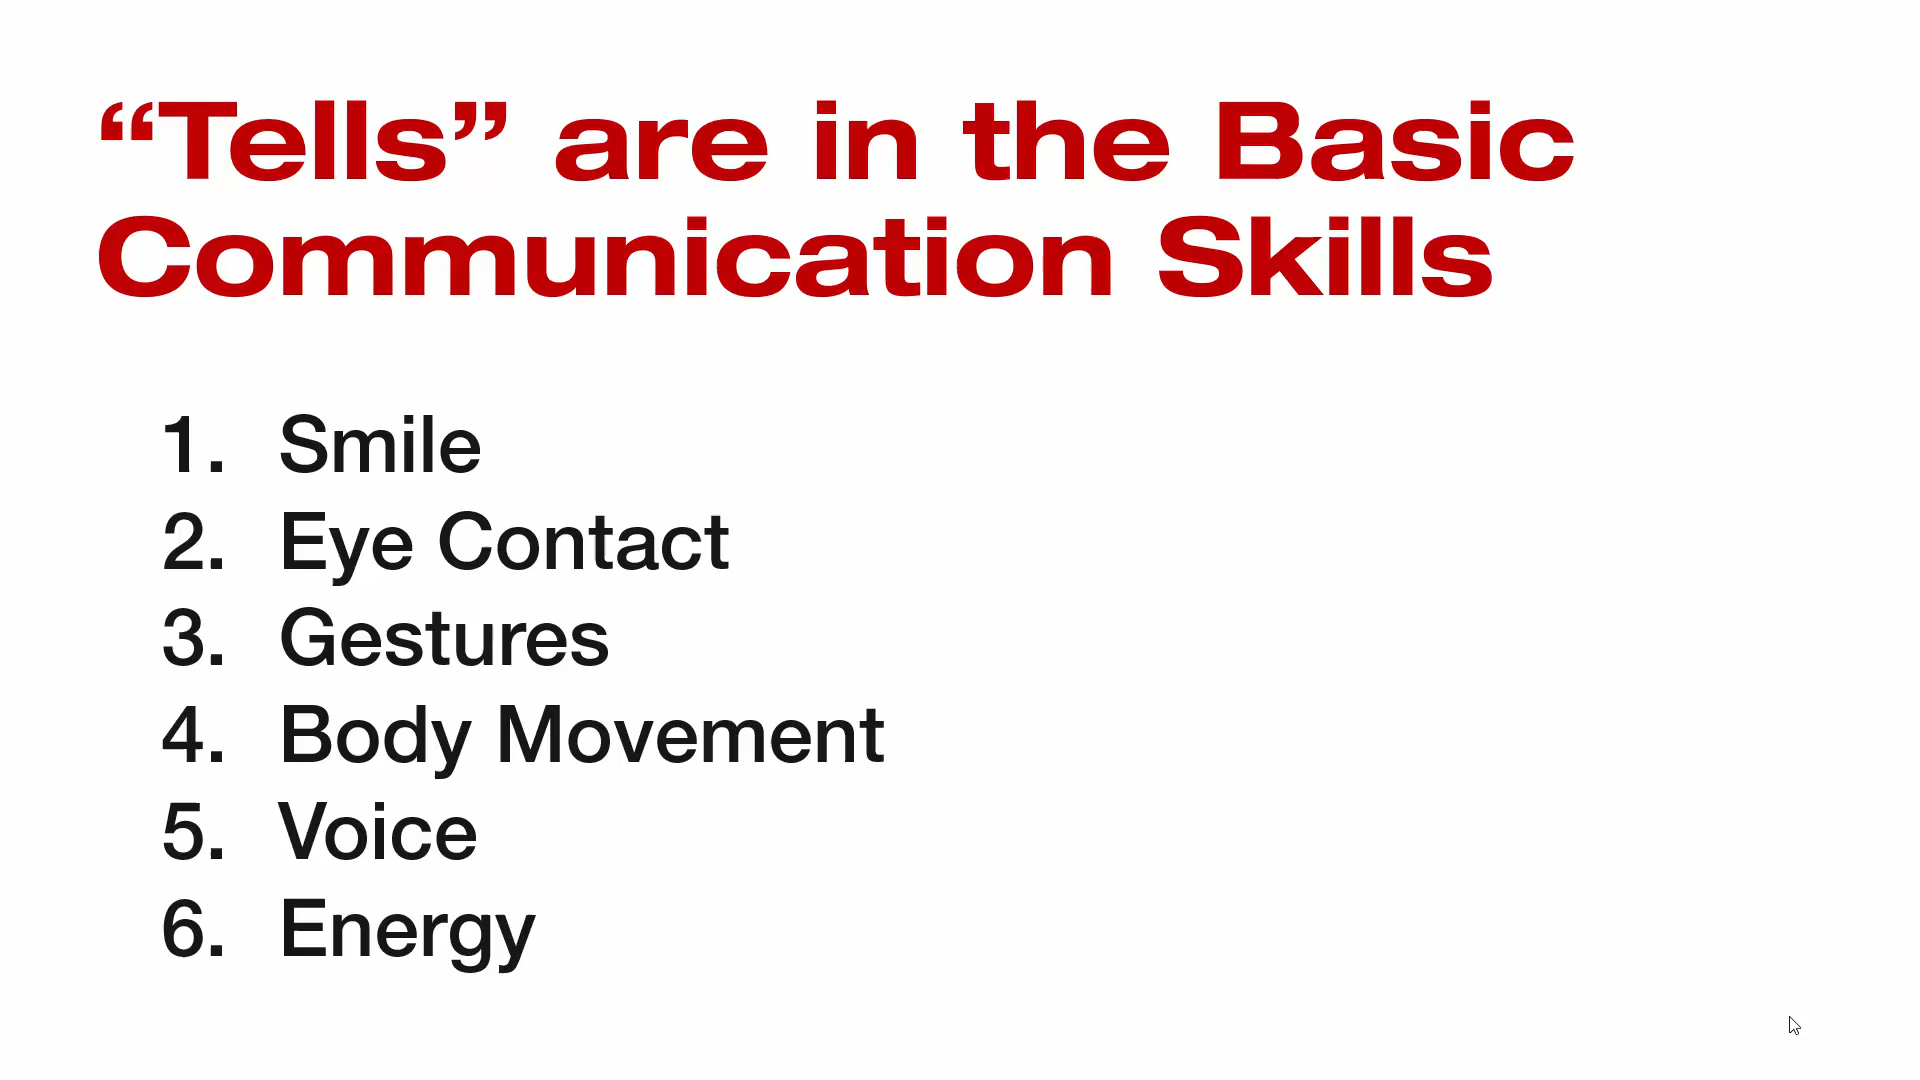 “Tells” are in the Basic
Communication Skills
1. Smile
2. Eye Contact
3. Gestures
4. Body Movement
5. Voice
6. Energy